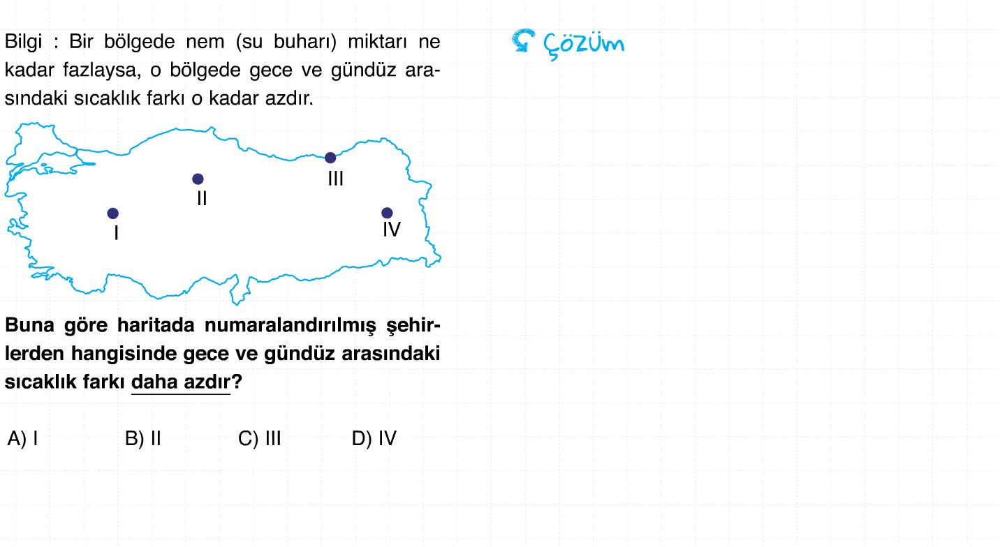 Bilgi : Bir bölgede nem (su buharı) miktarı ne
kadar fazlaysa, o bölgede gece ve gündüz ara-
sındaki sıcaklık farkı o kadar azdır.
Çözüm
I
II
III
IV
Buna göre haritada numaralandırılmış şehir-
lerden hangisinde gece ve gündüz arasındaki
sıcaklık farkı daha azdır?
A) I B) II C) III D) IV